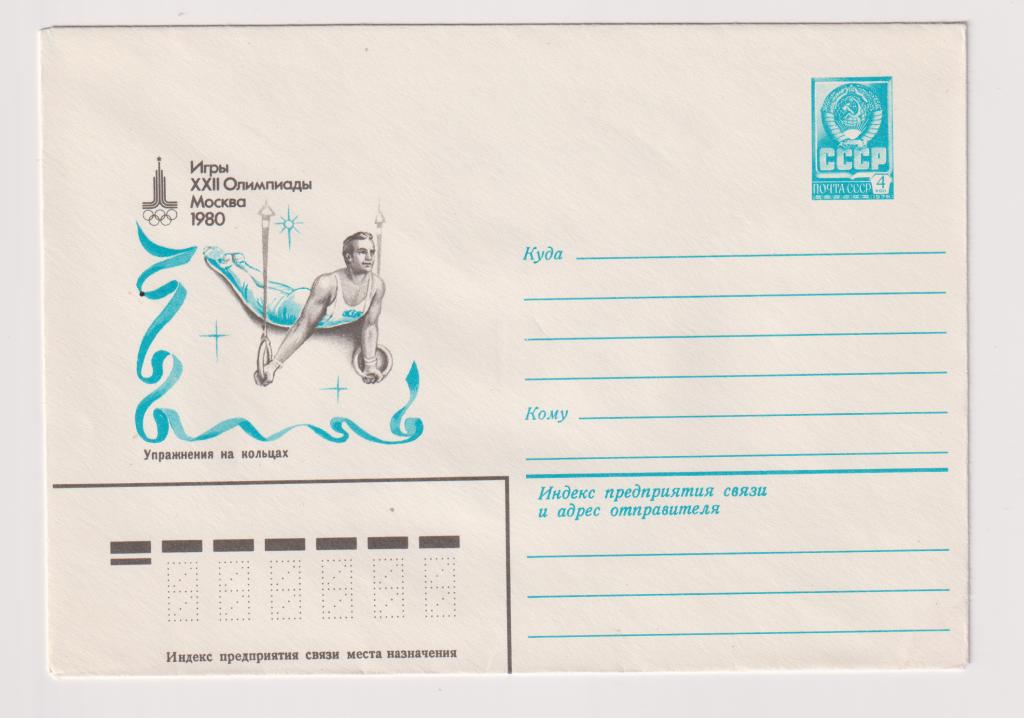 Игры
XXII Олимпиады
Москва
1980
СССР
ПОЧТА СССР 4
КОП
Куда
Кому
Упражнения на кольцах
Индекс предприятия связи
и адрес отправителя
Индекс предприятия связи места назначения